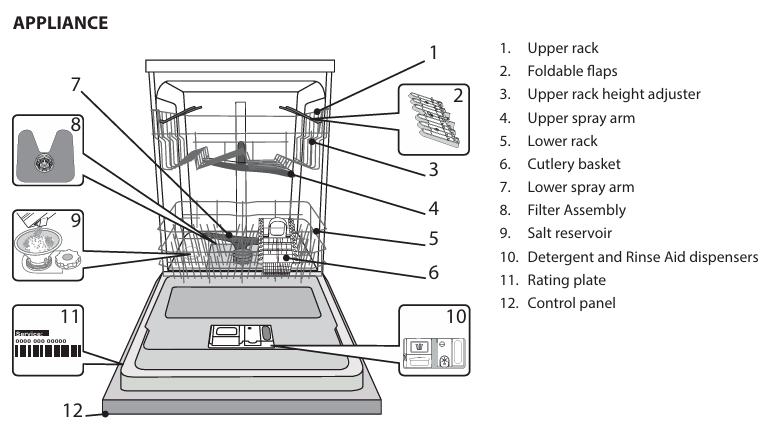 APPLIANCE
1
2
3
4
5
6
7
8
9
10
11
12
Service:
0000 000 00000
1. Upper rack
2. Foldable flaps
3. Upper rack height adjuster
4. Upper spray arm
5. Lower rack
6. Cutlery basket
7. Lower spray arm
8. Filter Assembly
9. Salt reservoir
10. Detergent and Rinse Aid dispensers
11. Rating plate
12. Control panel